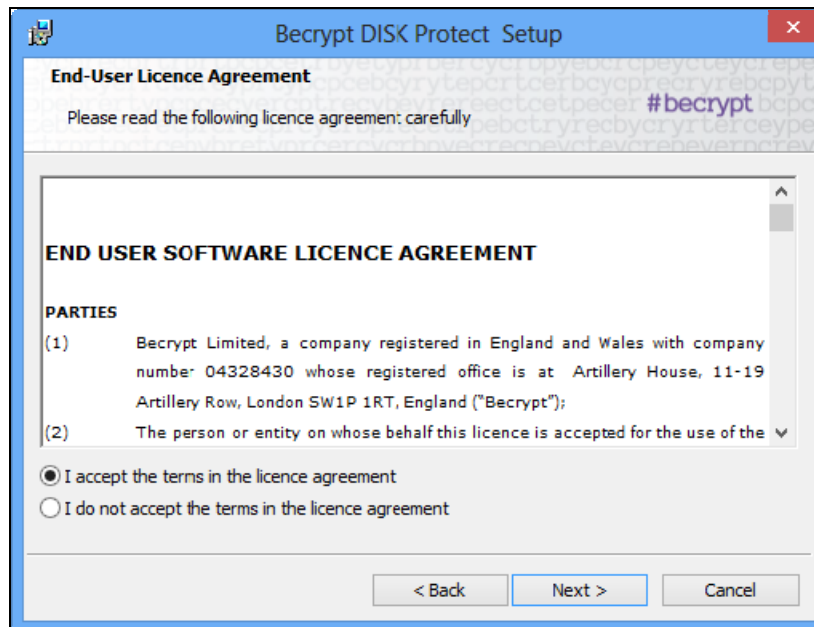 Becrypt DISK Protect Setup
End-User Licence Agreement
Please read the following licence agreement carefully
#becrypt
END USER SOFTWARE LICENCE AGREEMENT
PARTIES
(1) Becrypt Limited, a company registered in England and Wales with company
number 04328430 whose registered office is at Artillery House, 11-19
Artillery Row, London SW1P 1RT, England ("Becrypt");
(2) The person or entity on whose behalf this licence is accepted for the use of the
I accept the terms in the licence agreement
I do not accept the terms in the licence agreement
< Back Next > Cancel